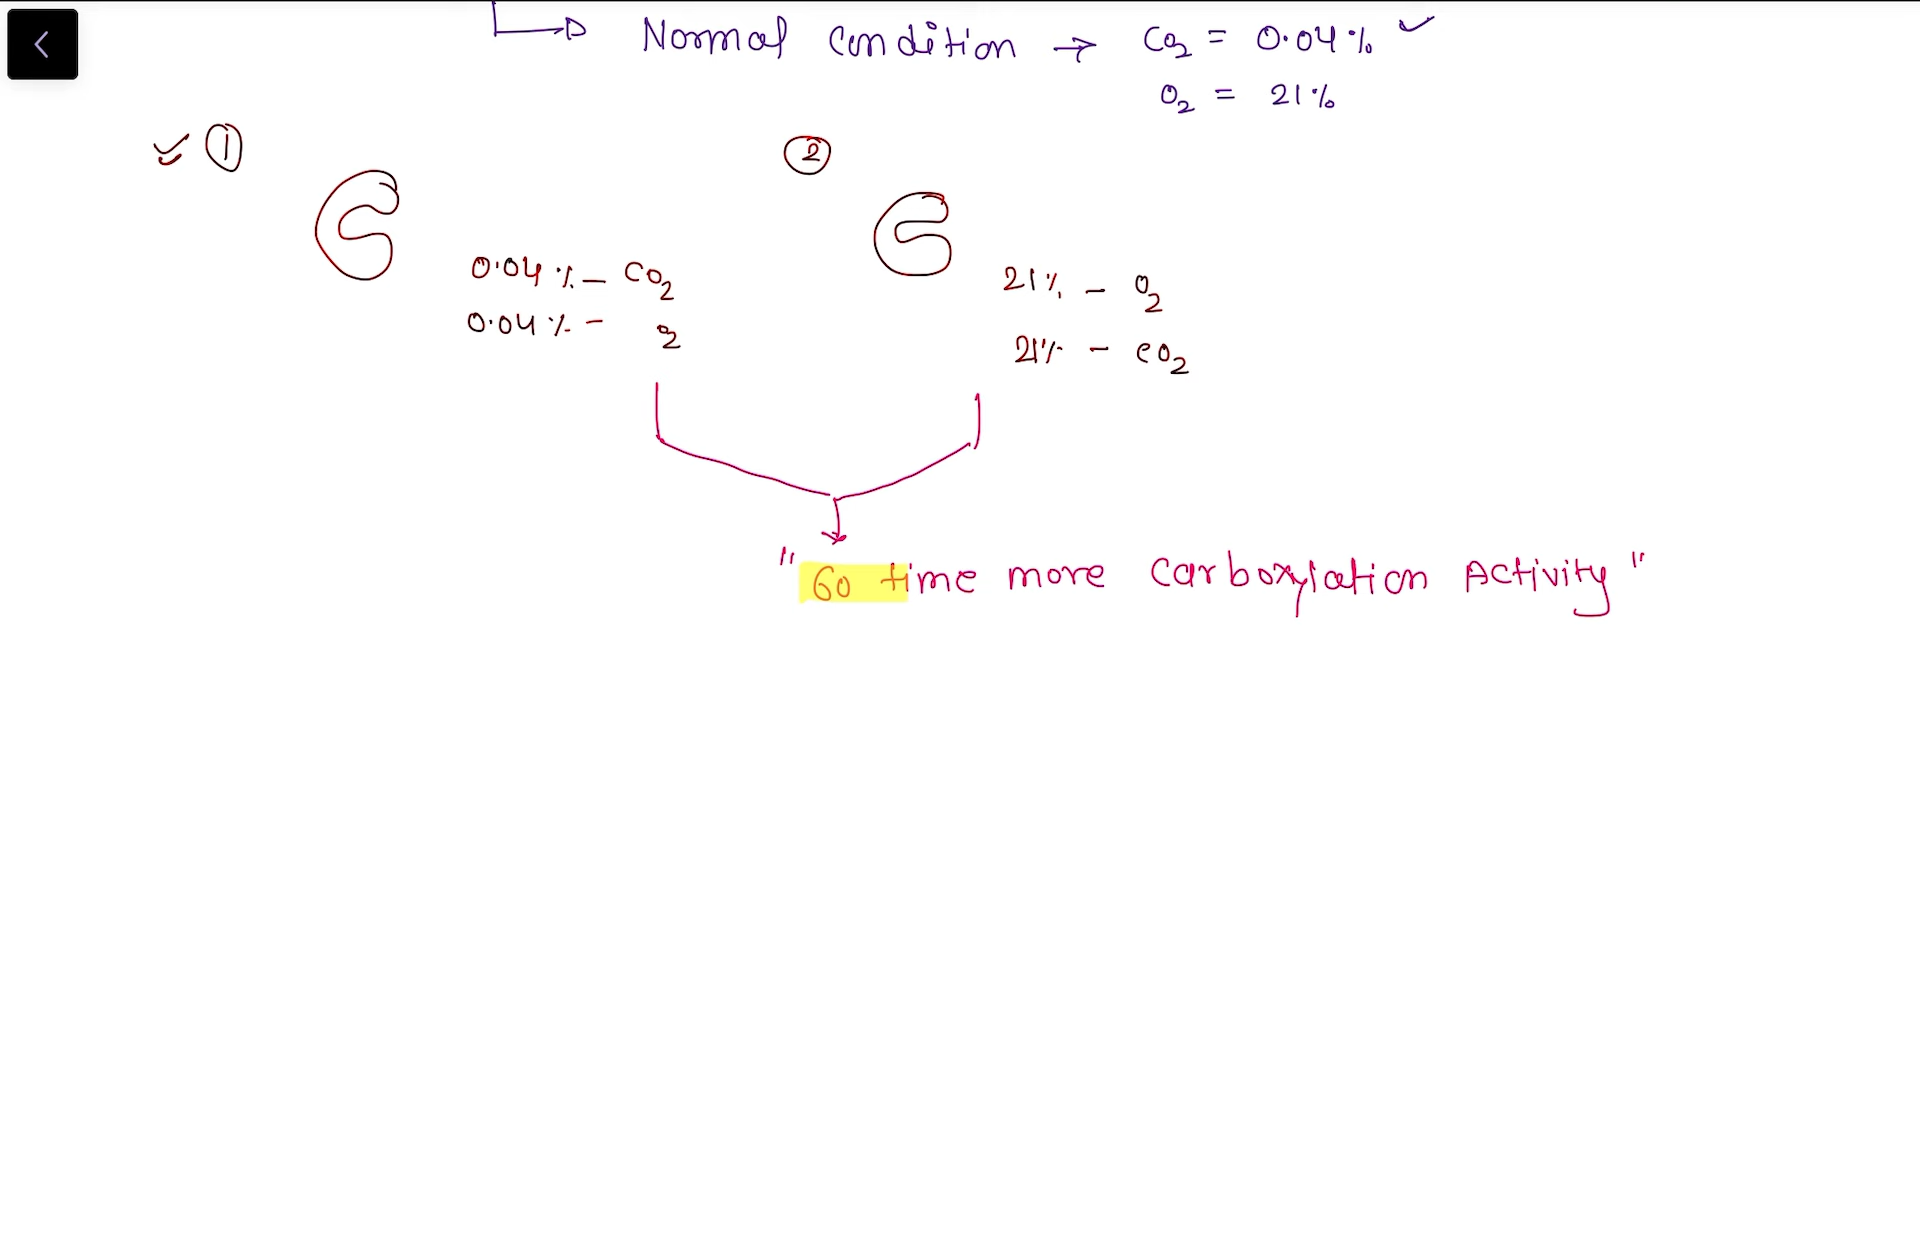 Normal Condition → CO2 = 0.04%
O2 = 21%
① ②
0.04% - CO2
0.04% - O2
21% - O2
21% - CO2
"60 time more carboxylation Activity"